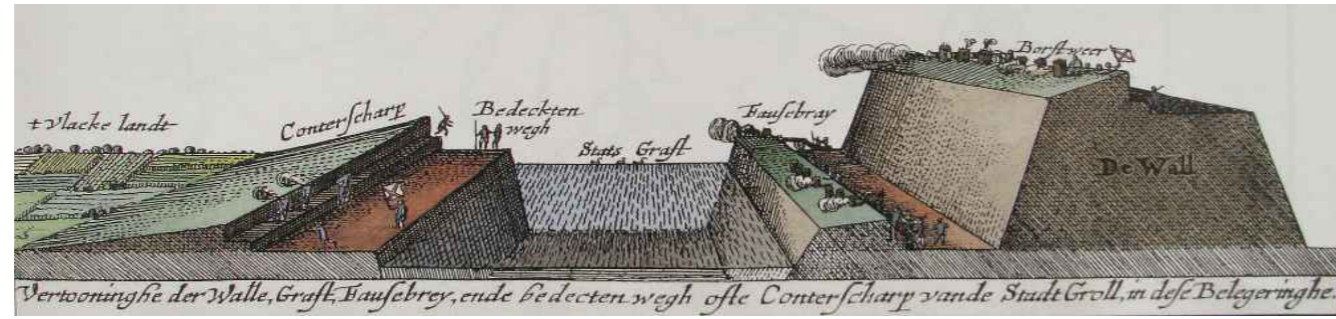 t vlacke landt
Conterscharp
Bedeckten
wegh
Stats Graft
Fausebray
Borstweer
De Wall
Vertooninghe der Walle, Graft, Fausebrey, ende bedecten wegh ofte Conterscharp vande Stadt Groll, in dese Belegeringhe.